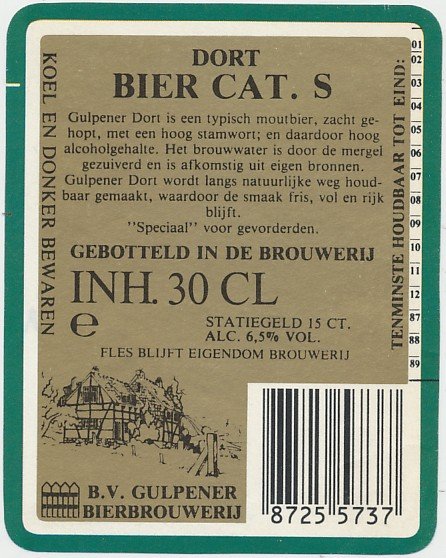 DORT
BIER CAT. S
Gulpener Dort is een typisch moutbier, zacht ge-
hopt, met een hoog stamwort; en daardoor hoog
alcoholgehalte. Het brouwwater is door de mergel
gezuiverd en is afkomstig uit eigen bronnen.
Gulpener Dort wordt langs natuurlijke weg houd-
baar gemaakt, waardoor de smaak fris, vol en rijk
blijft.
''Speciaal'' voor gevorderden.
GEBOTTELD IN DE BROUWERIJ
INH. 30 CL
e
STATIEGELD 15 CT.
ALC. 6,5% VOL.
FLES BLIJFT EIGENDOM BROUWERIJ
B.V. GULPENER
BIERBROUWERIJ
8725 5737
KOEL EN DONKER BEWAREN
TENMINSTE HOUDBAAR TOT EIND:
01
02
03
04
05
06
07
08
09
10
11
12
87
88
89